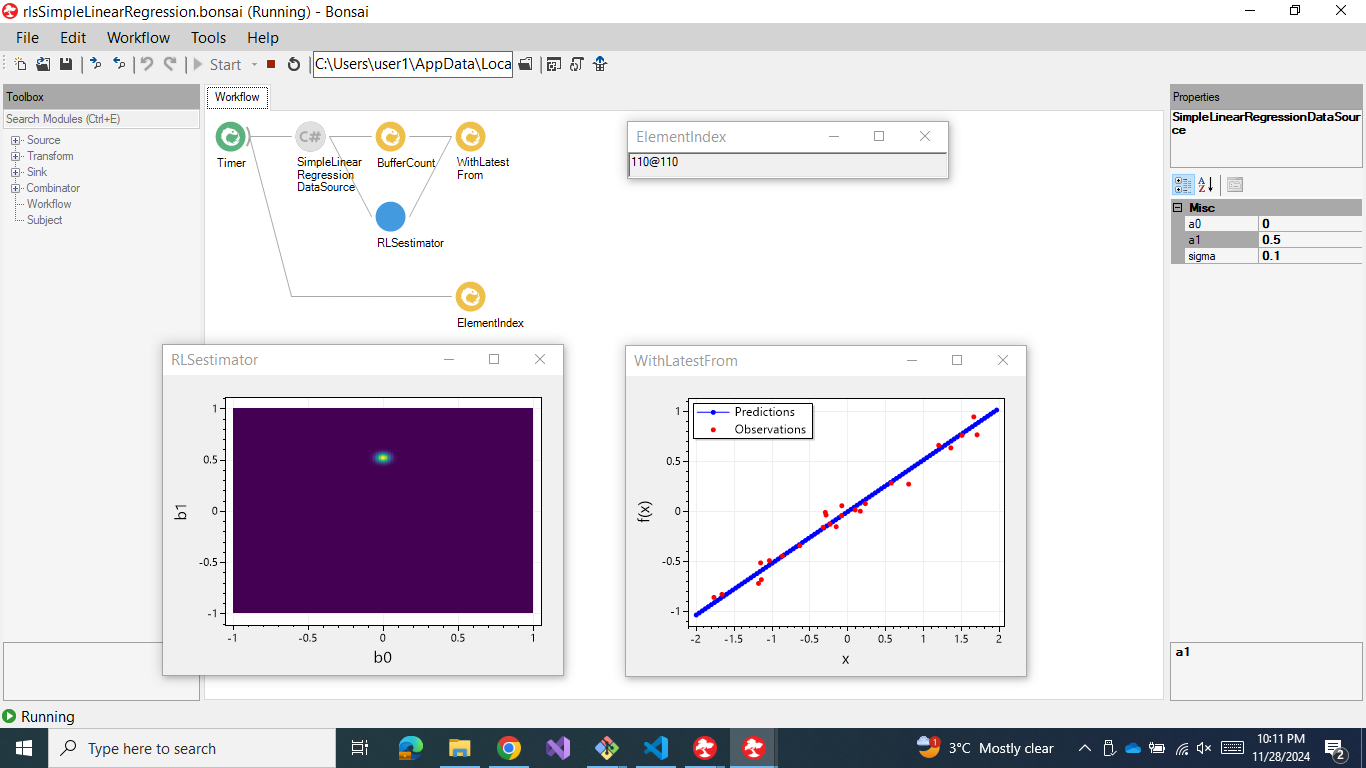 rlsSimpleLinearRegression.bonsai (Running) - Bonsai
File Edit Workflow Tools Help
Start C:\Users\user1\AppData\Loca
Toolbox
Search Modules (Ctrl+E)
Source
Transform
Sink
Combinator
Workflow
Subject
Workflow
Timer
C#
SimpleLinear
Regression
DataSource
BufferCount
WithLatest
From
RLSestimator
ElementIndex
ElementIndex
110@110
RLSestimator
1
0.5
0
-0.5
-1
b1
-1 -0.5 0 0.5 1
b0
WithLatestFrom
Predictions
Observations
1
0.5
0
-0.5
-1
f(x)
-2 -1.5 -1 -0.5 0 0.5 1 1.5 2
x
Properties
SimpleLinearRegressionDataSour
ce
Misc
a0 0
a1 0.5
sigma 0.1
a1
Running
Type here to search
1
3°C Mostly clear
10:11 PM
11/28/2024
2